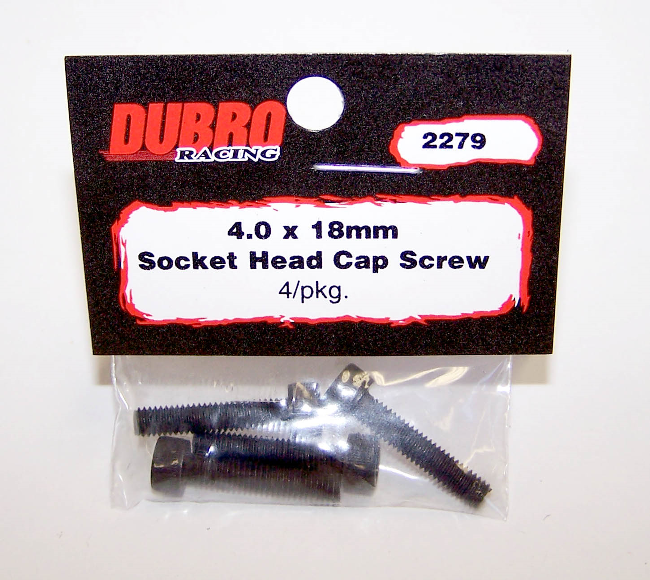 DUBRO
RACING
2279
4.0 x 18mm
Socket Head Cap Screw
4/pkg.